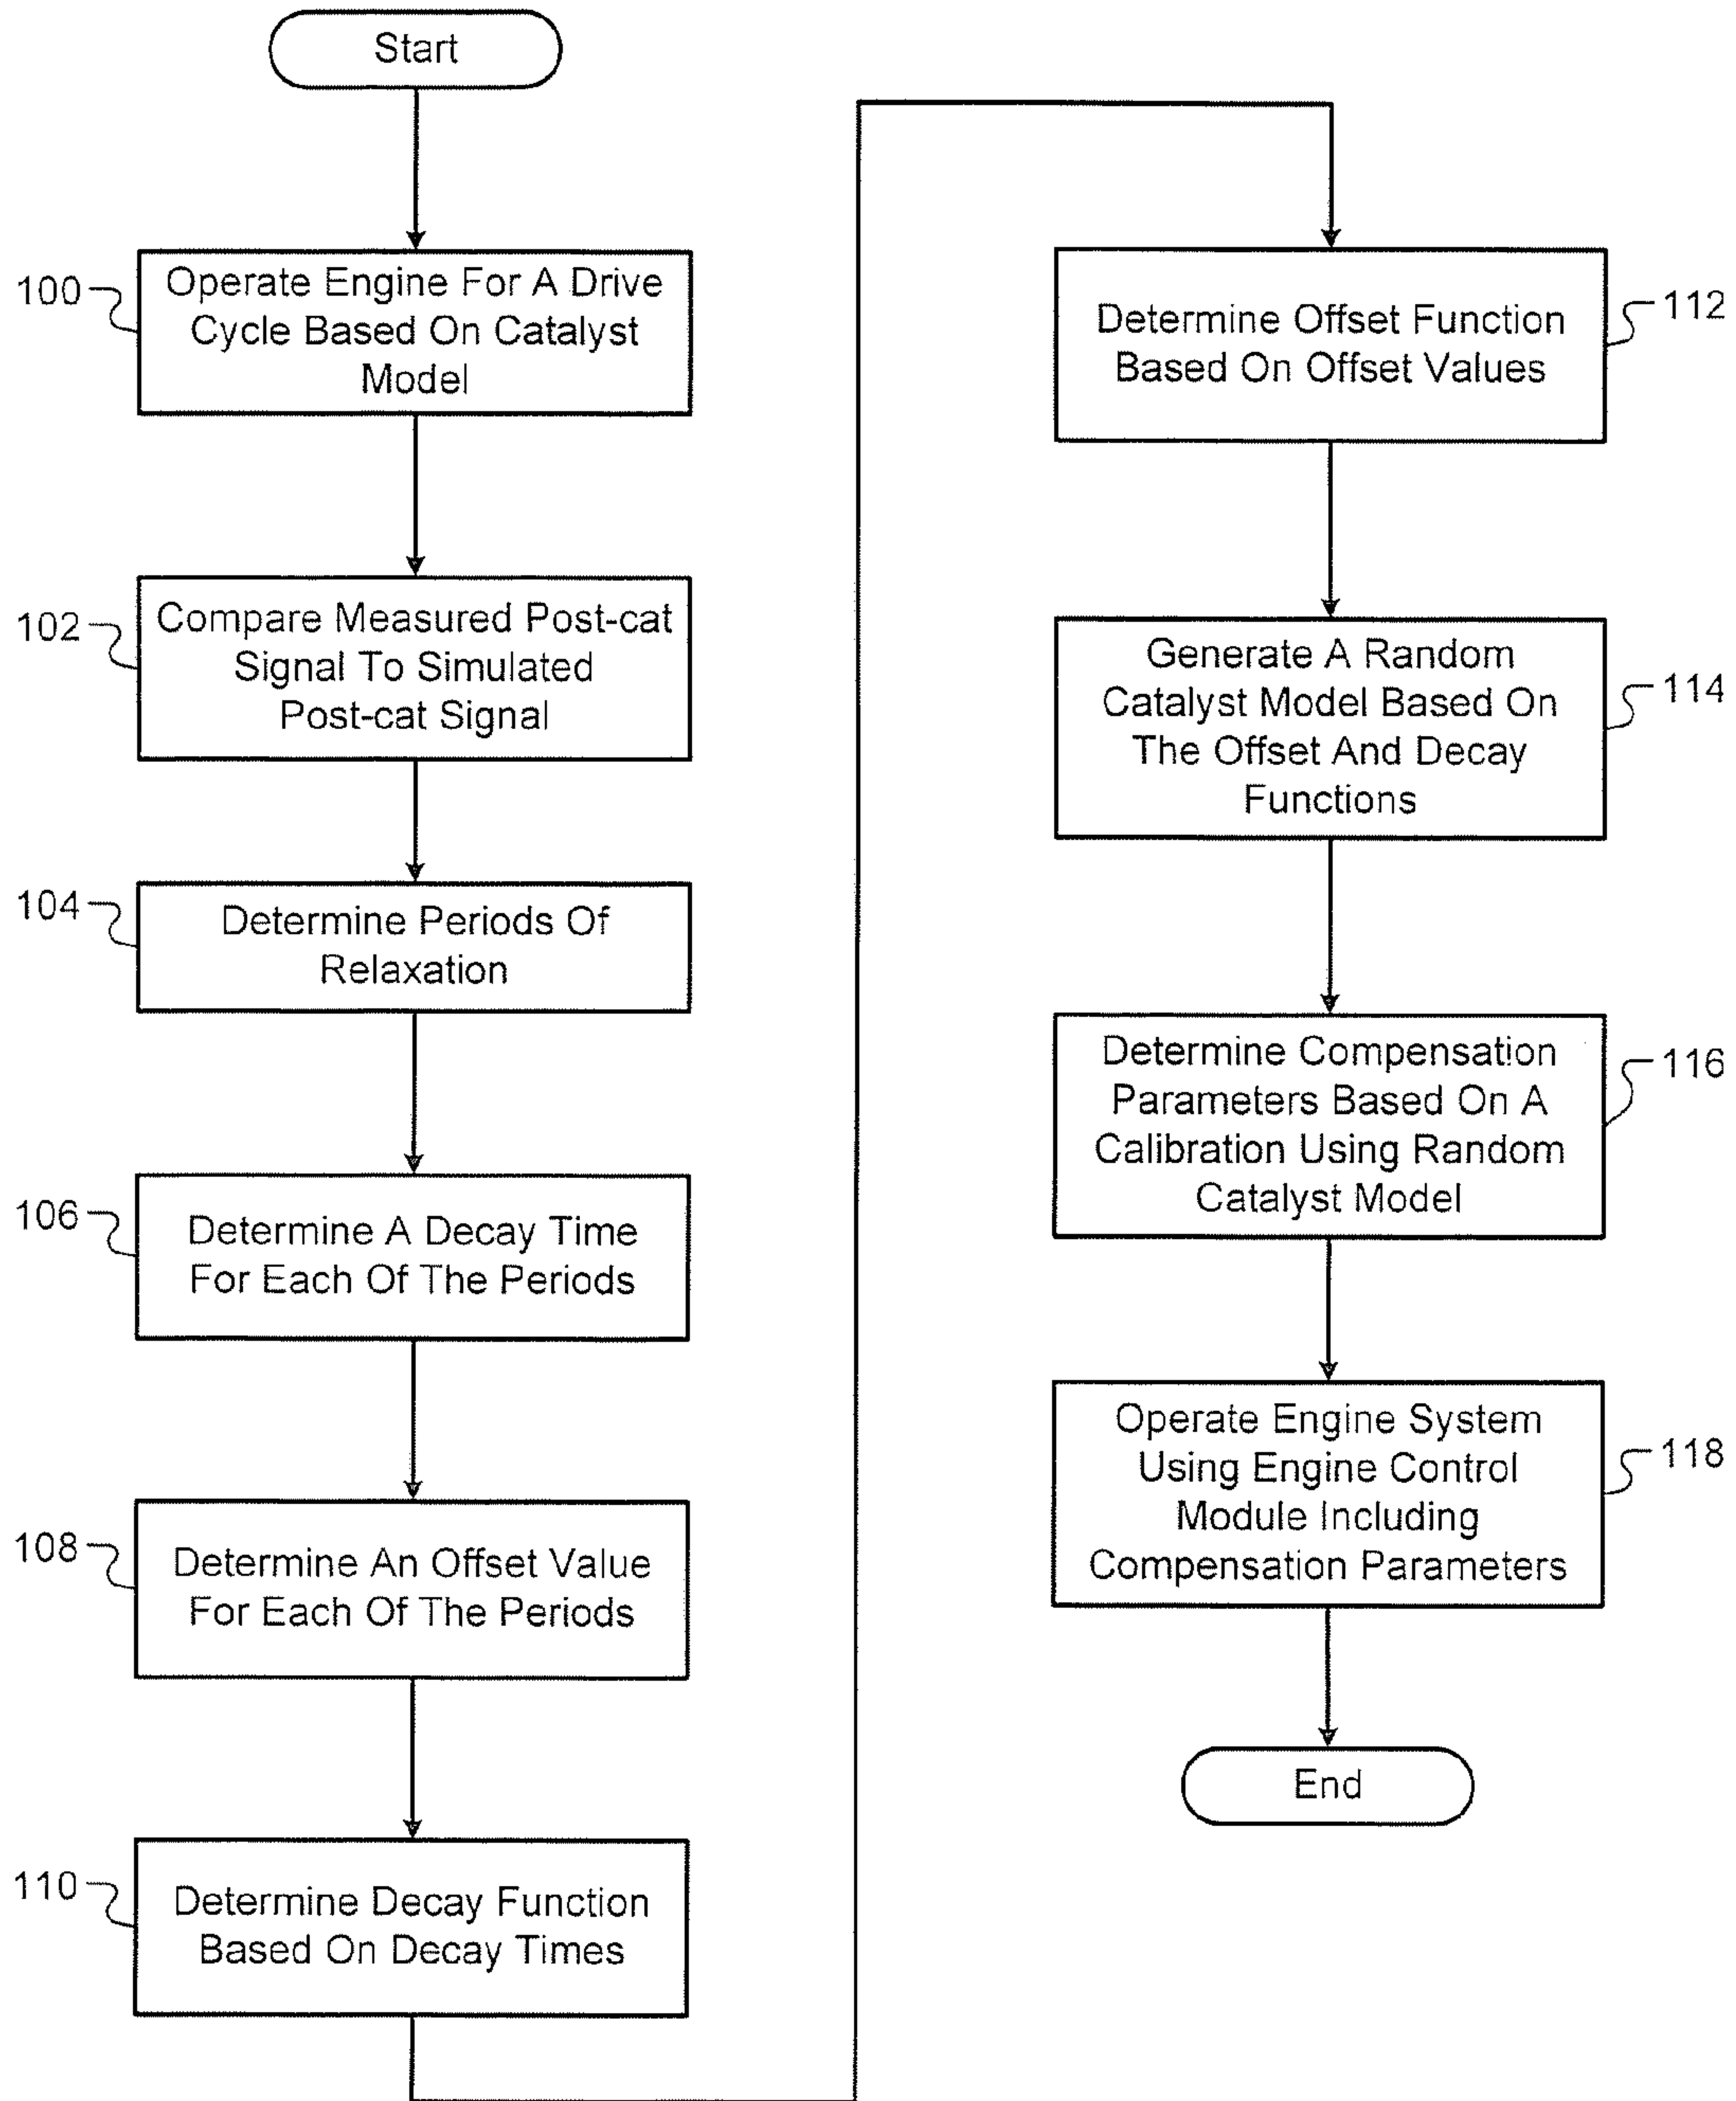 Start
100
Operate Engine For A Drive
Cycle Based On Catalyst
Model
102
Compare Measured Post-cat
Signal To Simulated
Post-cat Signal
104
Determine Periods Of
Relaxation
106
Determine A Decay Time
For Each Of The Periods
108
Determine An Offset Value
For Each Of The Periods
110
Determine Decay Function
Based On Decay Times
Determine Offset Function
Based On Offset Values
112
Generate A Random
Catalyst Model Based On
The Offset And Decay
Functions
114
Determine Compensation
Parameters Based On A
Calibration Using Random
Catalyst Model
116
Operate Engine System
Using Engine Control
Module Including
Compensation Parameters
118
End